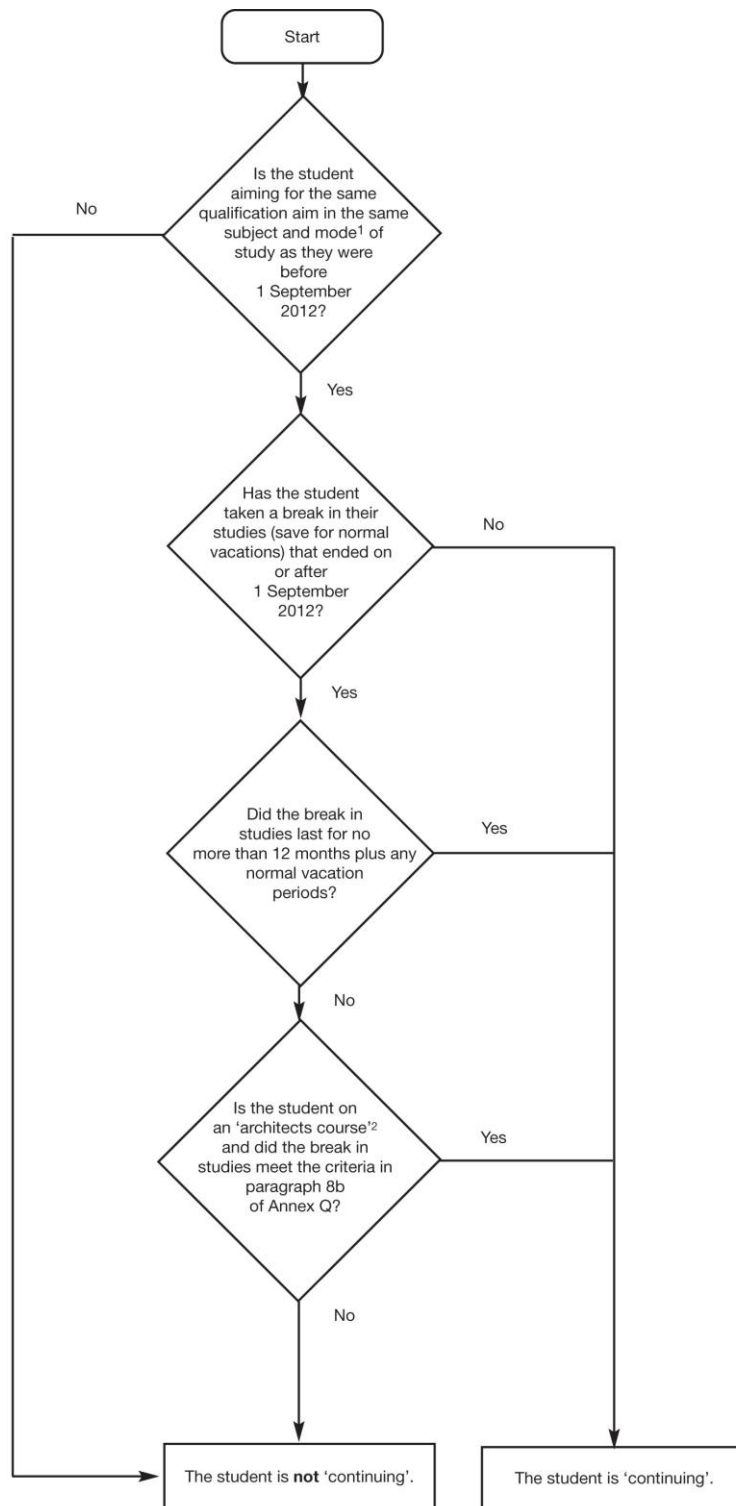 Start
Is the student
aiming for the same
qualification aim in the same
subject and mode¹ of
study as they were
before
1 September
2012?
No
Yes
Has the student
taken a break in their
studies (save for normal
vacations) that ended on
or after
1 September
2012?
No
Yes
Did the break in
studies last for no
more than 12 months plus any
normal vacation
periods?
Yes
No
Is the student on
an ‘architects course’²
and did the break in
studies meet the criteria in
paragraph 8b
of Annex Q?
Yes
No
The student is not ‘continuing’.
The student is ‘continuing’.